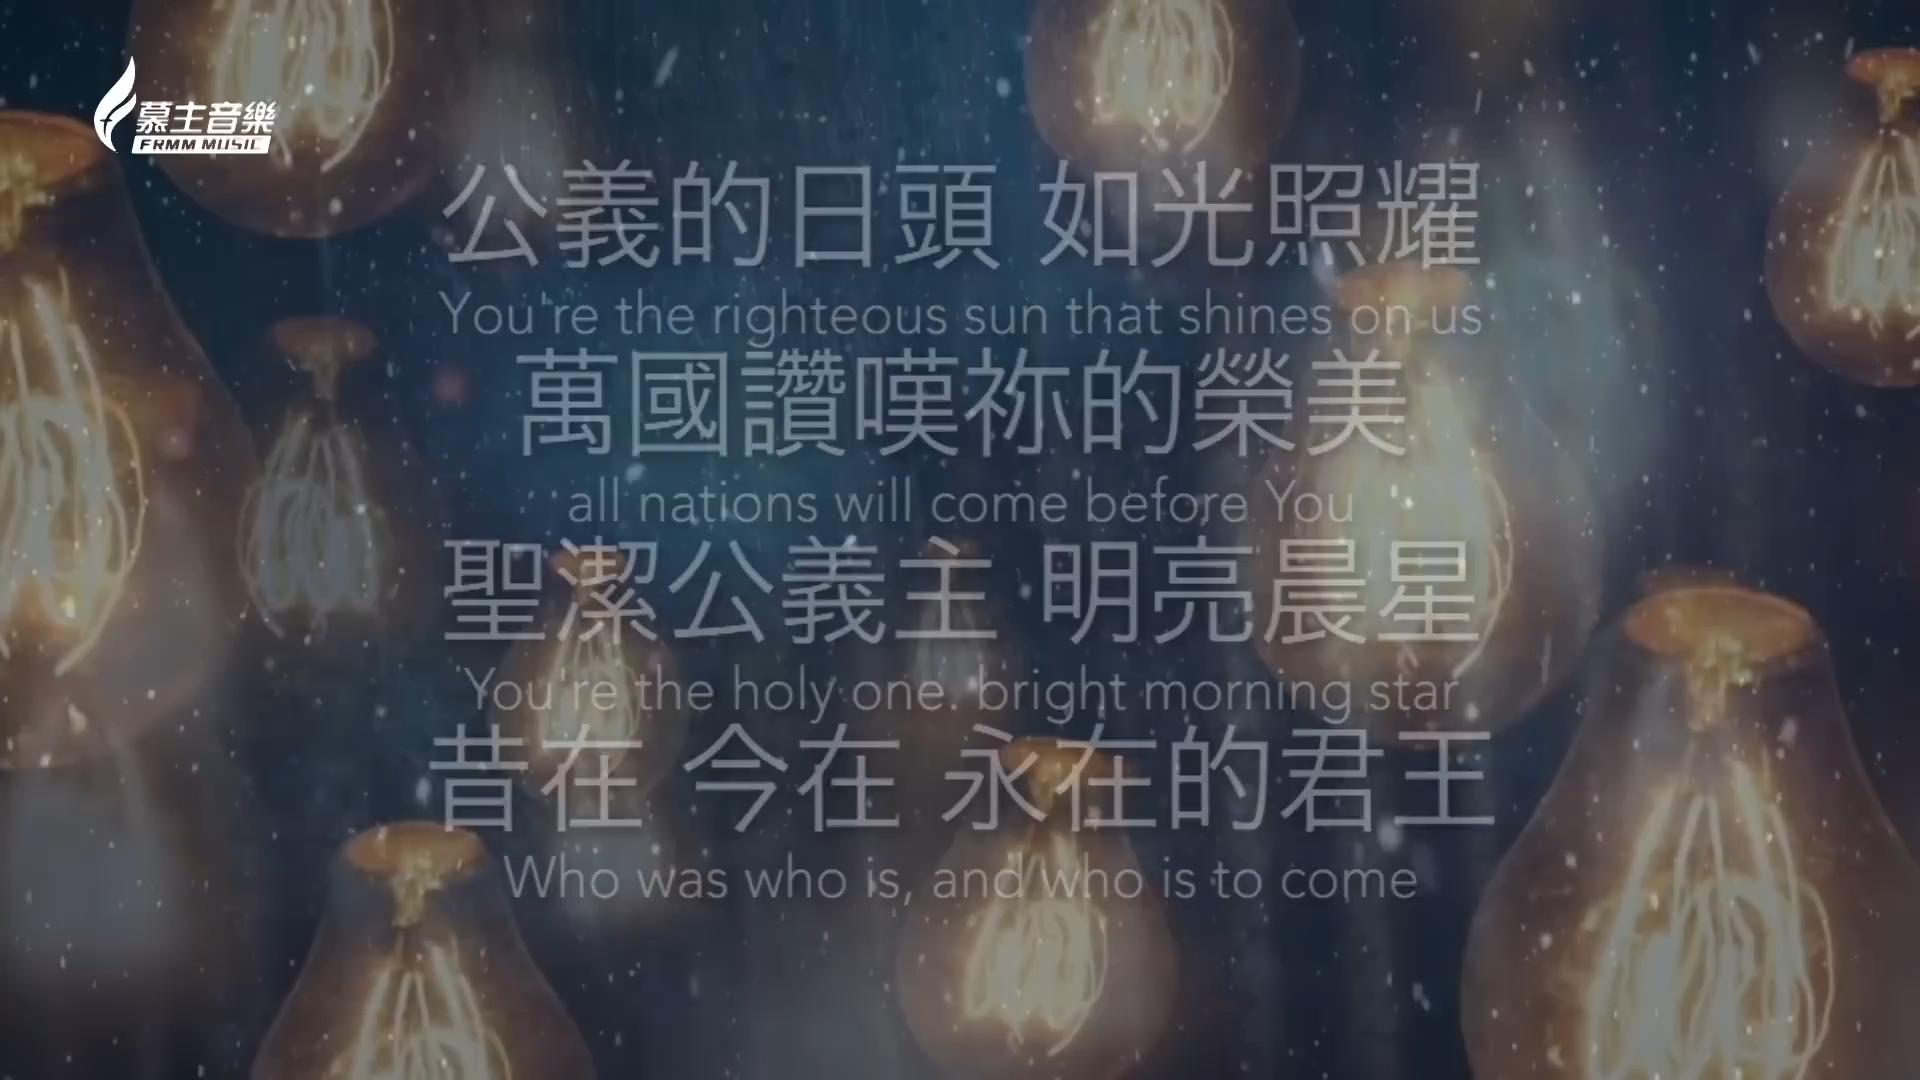 慕主音樂
FRMM MUSIC
公義的日頭 如光照耀
You're the righteous sun that shines on us
萬國讚嘆祢的榮美
all nations will come before You
聖潔公義主 明亮晨星
You're the holy one. bright morning star
昔在 今在 永在的君王
Who was who is, and who is to come